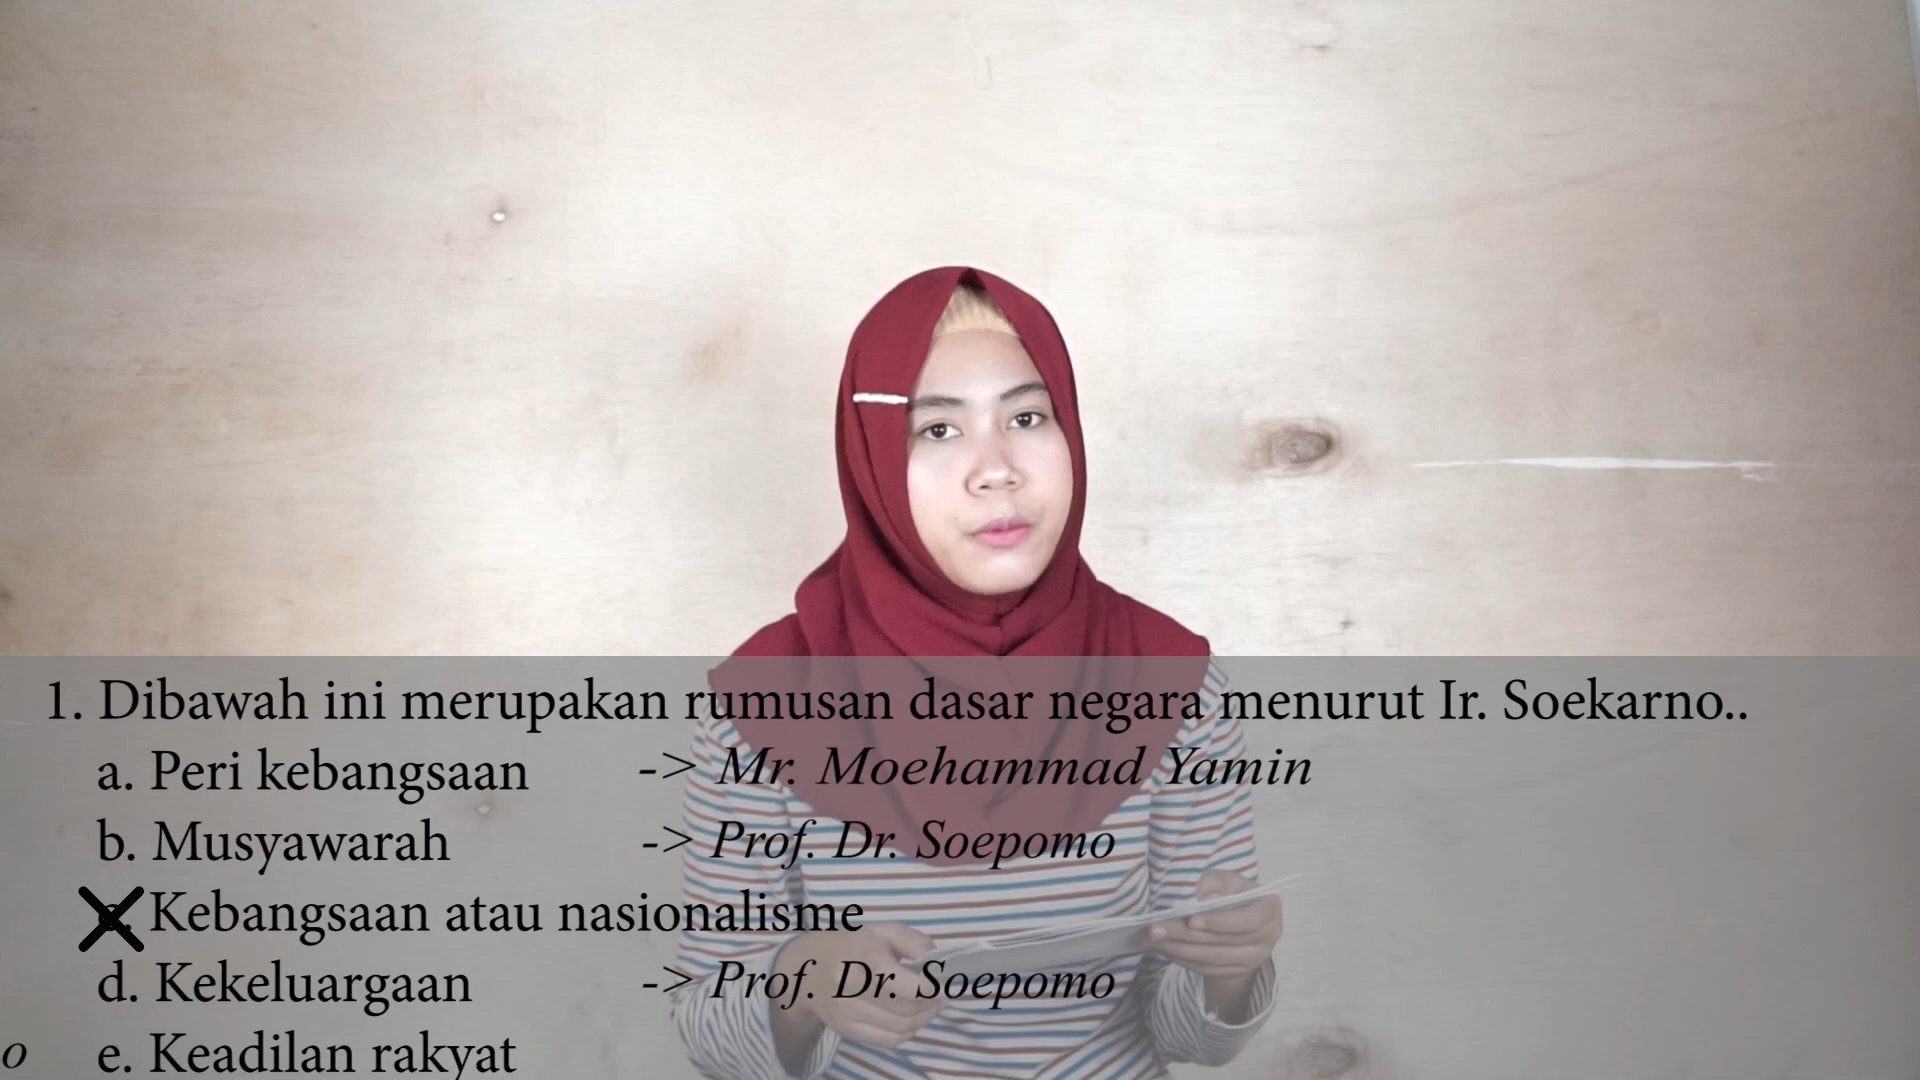 1. Dibawah ini merupakan rumusan dasar negara menurut Ir. Soekarno..
a. Peri kebangsaan -> Mr. Moehammad Yamin
b. Musyawarah -> Prof. Dr. Soepomo
c. Kebangsaan atau nasionalisme
d. Kekeluargaan -> Prof. Dr. Soepomo
o e. Keadilan rakyat